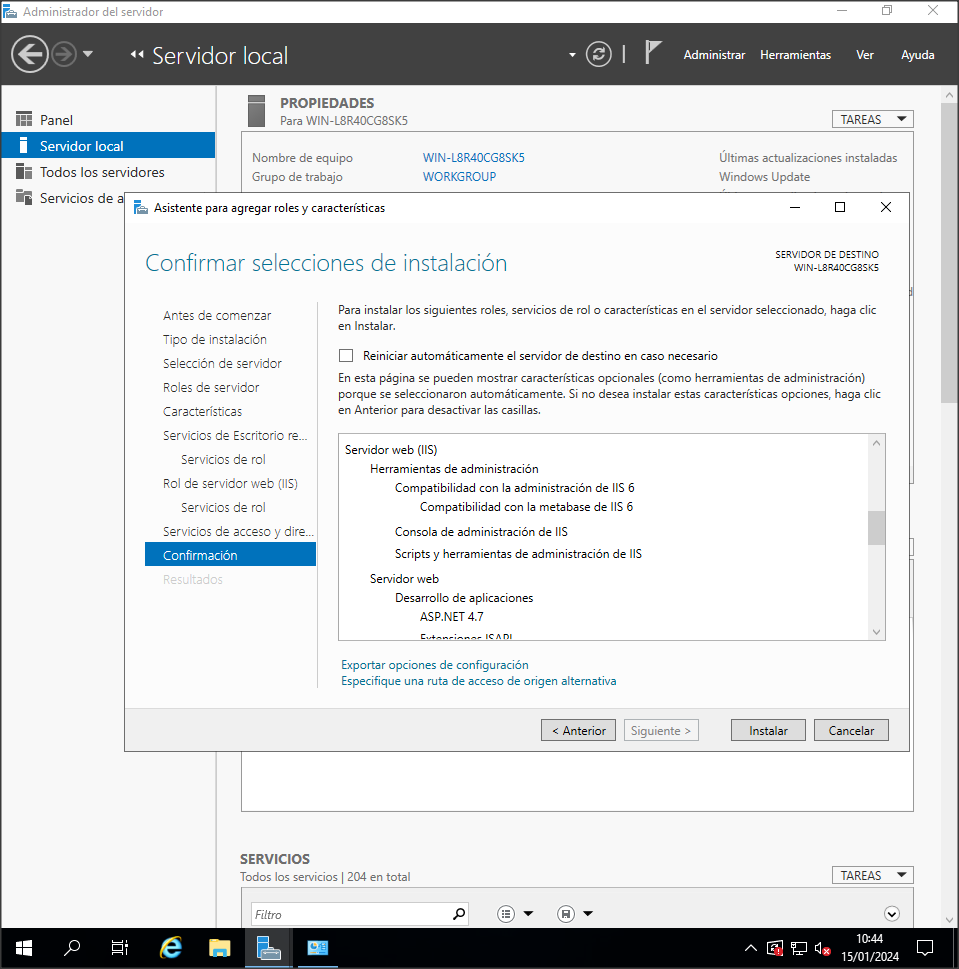 Administrador del servidor
Servidor local
Administrar Herramientas Ver Ayuda
Panel
Servidor local
Todos los servidores
Servicios de a
PROPIEDADES
Para WIN-L8R40CG8SK5
TAREAS
Nombre de equipo WIN-L8R40CG8SK5 Últimas actualizaciones instaladas
Grupo de trabajo WORKGROUP Windows Update
Asistente para agregar roles y características
Confirmar selecciones de instalación
SERVIDOR DE DESTINO
WIN-L8R40CG8SK5
Antes de comenzar
Tipo de instalación
Selección de servidor
Roles de servidor
Características
Servicios de Escritorio re...
Servicios de rol
Rol de servidor web (IIS)
Servicios de rol
Servicios de acceso y dire...
Confirmación
Resultados
Para instalar los siguientes roles, servicios de rol o características en el servidor seleccionado, haga clic
en Instalar.
Reiniciar automáticamente el servidor de destino en caso necesario
En esta página se pueden mostrar características opcionales (como herramientas de administración)
porque se seleccionaron automáticamente. Si no desea instalar estas características opciones, haga clic
en Anterior para desactivar las casillas.
Servidor web (IIS)
Herramientas de administración
Compatibilidad con la administración de IIS 6
Compatibilidad con la metabase de IIS 6
Consola de administración de IIS
Scripts y herramientas de administración de IIS
Servidor web
Desarrollo de aplicaciones
ASP.NET 4.7
Extensiones ISAPI
Exportar opciones de configuración
Especifique una ruta de acceso de origen alternativa
< Anterior Siguiente > Instalar Cancelar
SERVICIOS
Todos los servicios | 204 en total
TAREAS
Filtro
10:44
15/01/2024